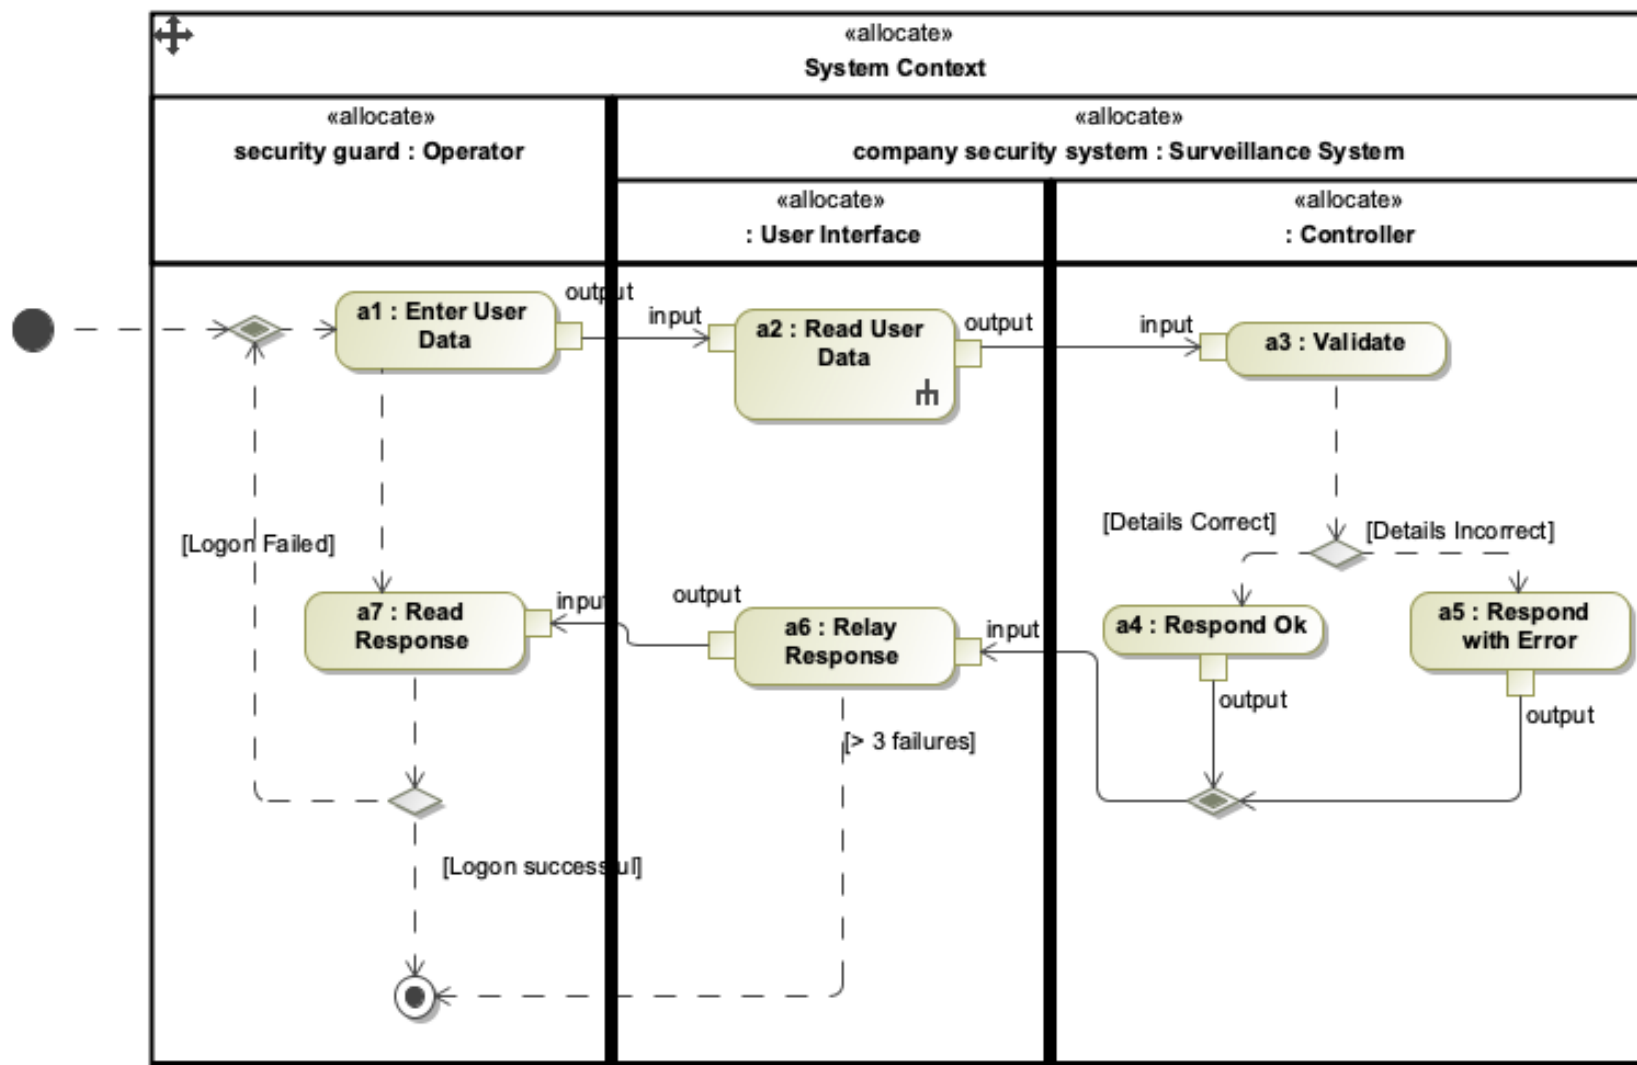 «allocate»
System Context
«allocate»
security guard : Operator
«allocate»
company security system : Surveillance System
«allocate»
: User Interface
«allocate»
: Controller
a1 : Enter User
Data
output
input
a2 : Read User
Data
output
input
a3 : Validate
[Logon Failed]
[Details Correct]
[Details Incorrect]
a7 : Read
Response
input
output
a6 : Relay
Response
input
a4 : Respond Ok
output
a5 : Respond
with Error
output
[> 3 failures]
[Logon successful]